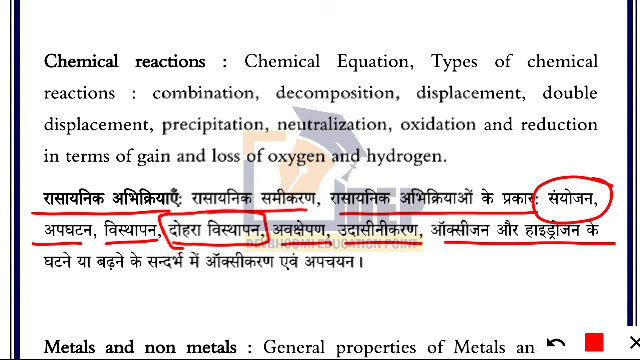 Chemical reactions : Chemical Equation, Types of chemical
reactions : combination, decomposition, displacement, double
displacement, precipitation, neutralization, oxidation and reduction
in terms of gain and loss of oxygen and hydrogen.
रासायनिक अभिक्रियाएँ: रासायनिक समीकरण, रासायनिक अभिक्रियाओं के प्रकार: संयोजन,
अपघटन, विस्थापन, दोहरा विस्थापन, अवक्षेपण, उदासीनीकरण, ऑक्सीजन और हाइड्रोजन के
EDUCATION POINT
घटने या बढ़ने के सन्दर्भ में ऑक्सीकरण एवं अपचयन।
Metals and non metals : General properties of Metals an